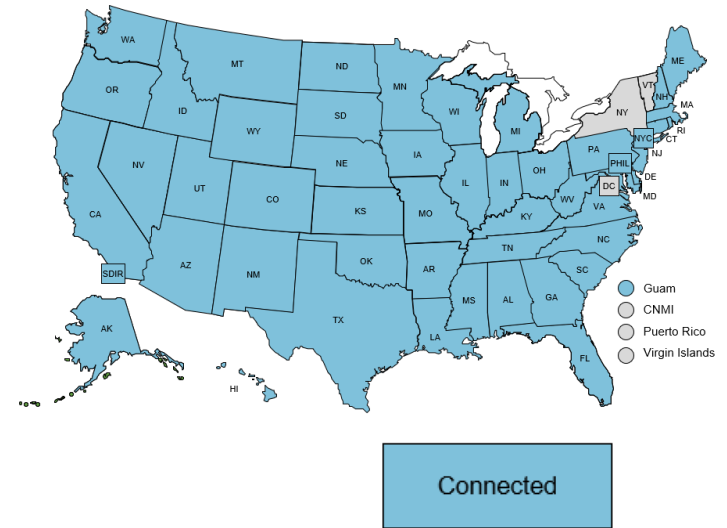 WA
MT
ND
MN
ME
VT
NH
OR
ID
SD
WI
MI
NY
MA
WY
RI
NYC
CT
NV
NE
IA
PA
NJ
UT
IL
IN
OH
PHIL
DE
CA
CO
KS
MO
WV
DC
MD
KY
VA
AZ
NM
OK
AR
TN
NC
SC
SDIR
MS
AL
GA
TX
LA
FL
AK
HI
Guam
CNMI
Puerto Rico
Virgin Islands
Connected